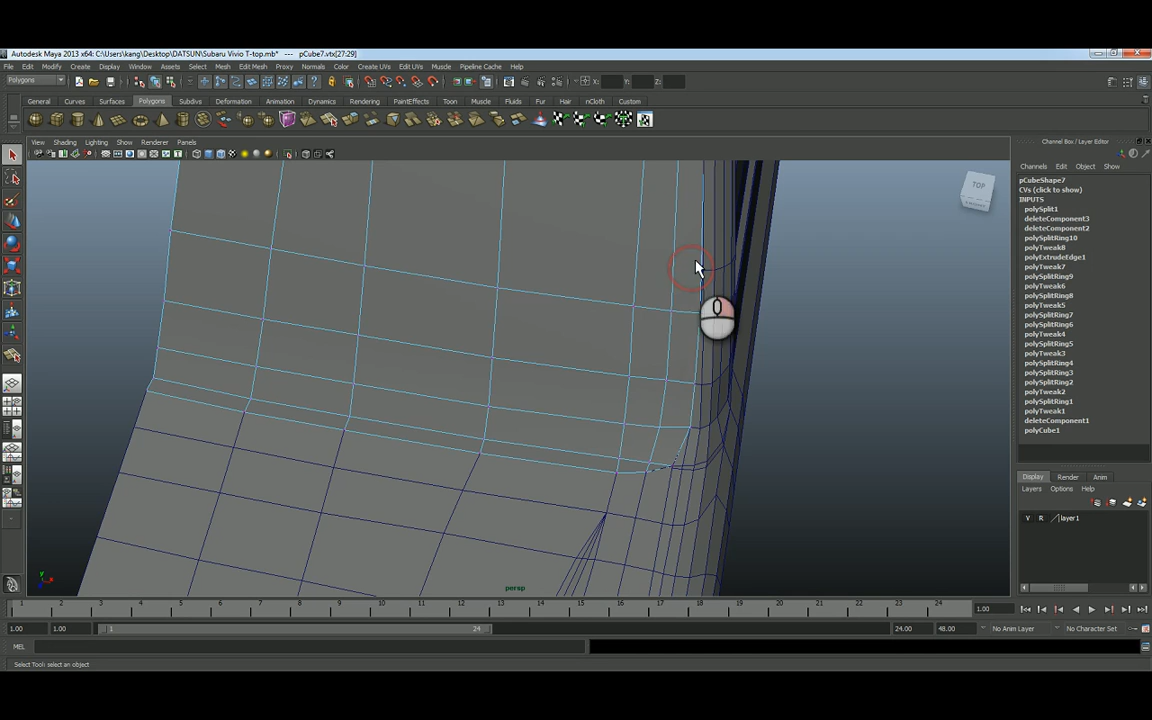 Autodesk Maya 2013 x64: C:\Users\kang\Desktop\DATSUN\Subaru Vivio T-top.mb* --- pCube7.vtx[27:29]
File Edit Modify Create Display Window Assets Select Mesh Edit Mesh Proxy Normals Color Create UVs Edit UVs Muscle Pipeline Cache Help
Polygons X: Y: Z:
General Curves Surfaces Polygons Subdivs Deformation Animation Dynamics Rendering PaintEffects Toon Muscle Fluids Fur Hair nCloth Custom
Channel Box / Layer Editor
View Shading Lighting Show Renderer Panels
Channels Edit Object Show
pCubeShape7
CVs (click to show)
INPUTS
polySplit1
deleteComponent3
deleteComponent2
polySplitRing10
polyTweak8
polyExtrudeEdge1
polyTweak7
polySplitRing9
polyTweak6
polySplitRing8
polyTweak5
polySplitRing7
polySplitRing6
polyTweak4
polySplitRing5
polyTweak3
polySplitRing4
polySplitRing3
polySplitRing2
polyTweak2
polySplitRing1
polyTweak1
deleteComponent1
polyCube1
TOP
Display Render Anim
Layers Options Help
V R layer1
y
persp
1 2 3 4 5 6 7 8 9 10 11 12 13 14 15 16 17 18 19 20 21 22 23 24 1.00
1.00 1.00 1 24 24.00 48.00 No Anim Layer No Character Set
MEL
Select Tool: select an object